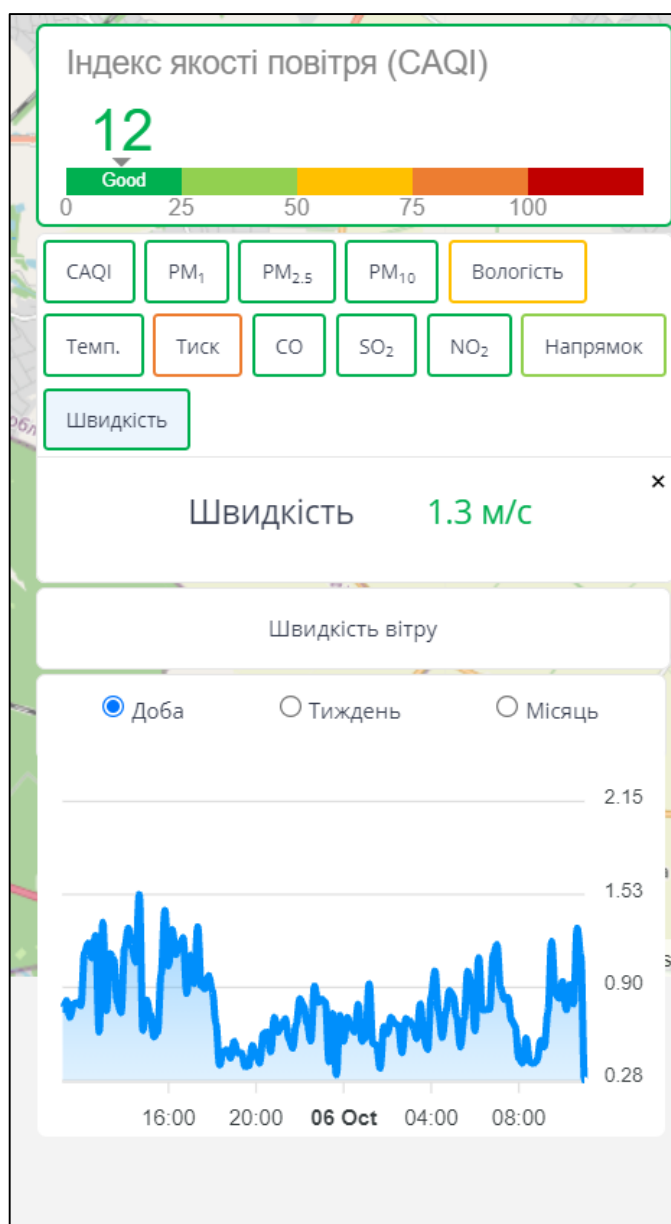 Індекс якості повітря (CAQI)
12
Good
0 25 50 75 100
CAQI PM₁ PM₂.₅ PM₁₀ Вологість
Темп. Тиск CO SO₂ NO₂ Напрямок
Швидкість
×
Швидкість 1.3 м/с
Швидкість вітру
Доба Тиждень Місяць
2.15
1.53
0.90
0.28
16:00 20:00 06 Oct 04:00 08:00